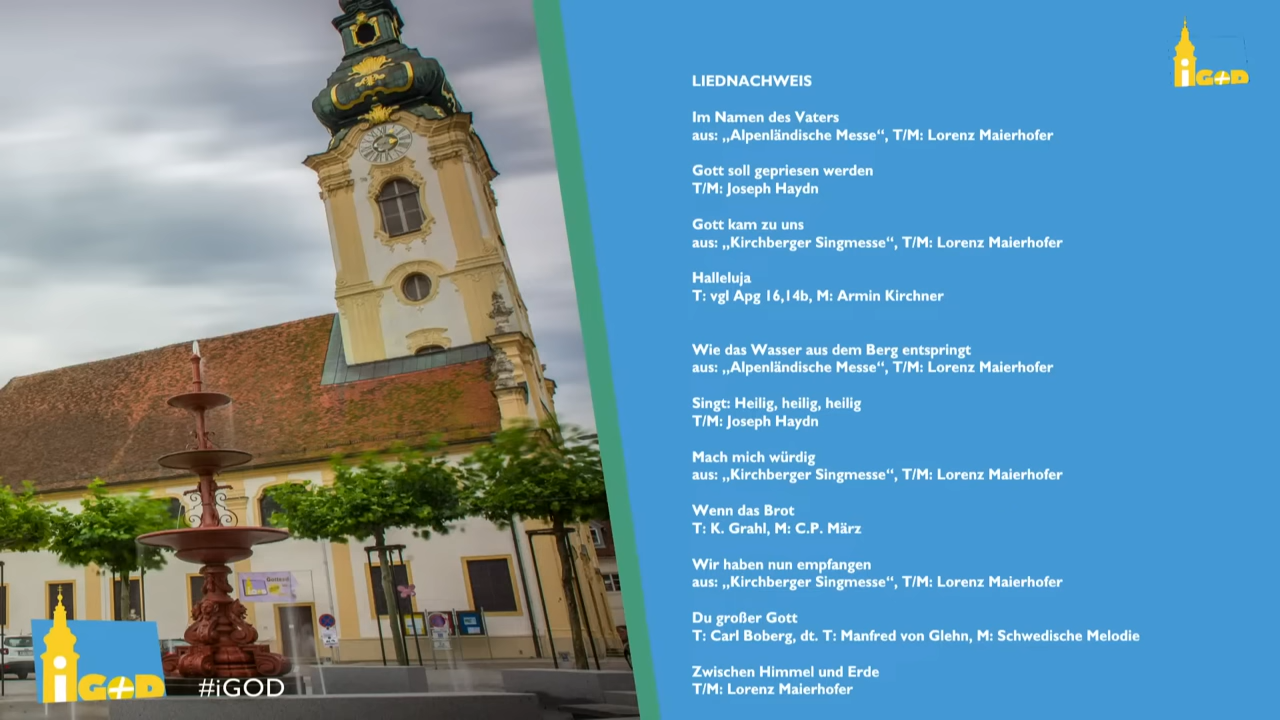 LIEDNACHWEIS
Im Namen des Vaters
aus: „Alpenländische Messe“, T/M: Lorenz Maierhofer
Gott soll gepriesen werden
T/M: Joseph Haydn
Gott kam zu uns
aus: „Kirchberger Singmesse“, T/M: Lorenz Maierhofer
Halleluja
T: vgl Apg 16,14b, M: Armin Kirchner
Wie das Wasser aus dem Berg entspringt
aus: „Alpenländische Messe“, T/M: Lorenz Maierhofer
Singt: Heilig, heilig, heilig
T/M: Joseph Haydn
Mach mich würdig
aus: „Kirchberger Singmesse“, T/M: Lorenz Maierhofer
Wenn das Brot
T: K. Grahl, M: C.P. März
Wir haben nun empfangen
aus: „Kirchberger Singmesse“, T/M: Lorenz Maierhofer
Du großer Gott
T: Carl Boberg, dt. T: Manfred von Glehn, M: Schwedische Melodie
Zwischen Himmel und Erde
T/M: Lorenz Maierhofer
iGOD
iGOD
#iGOD